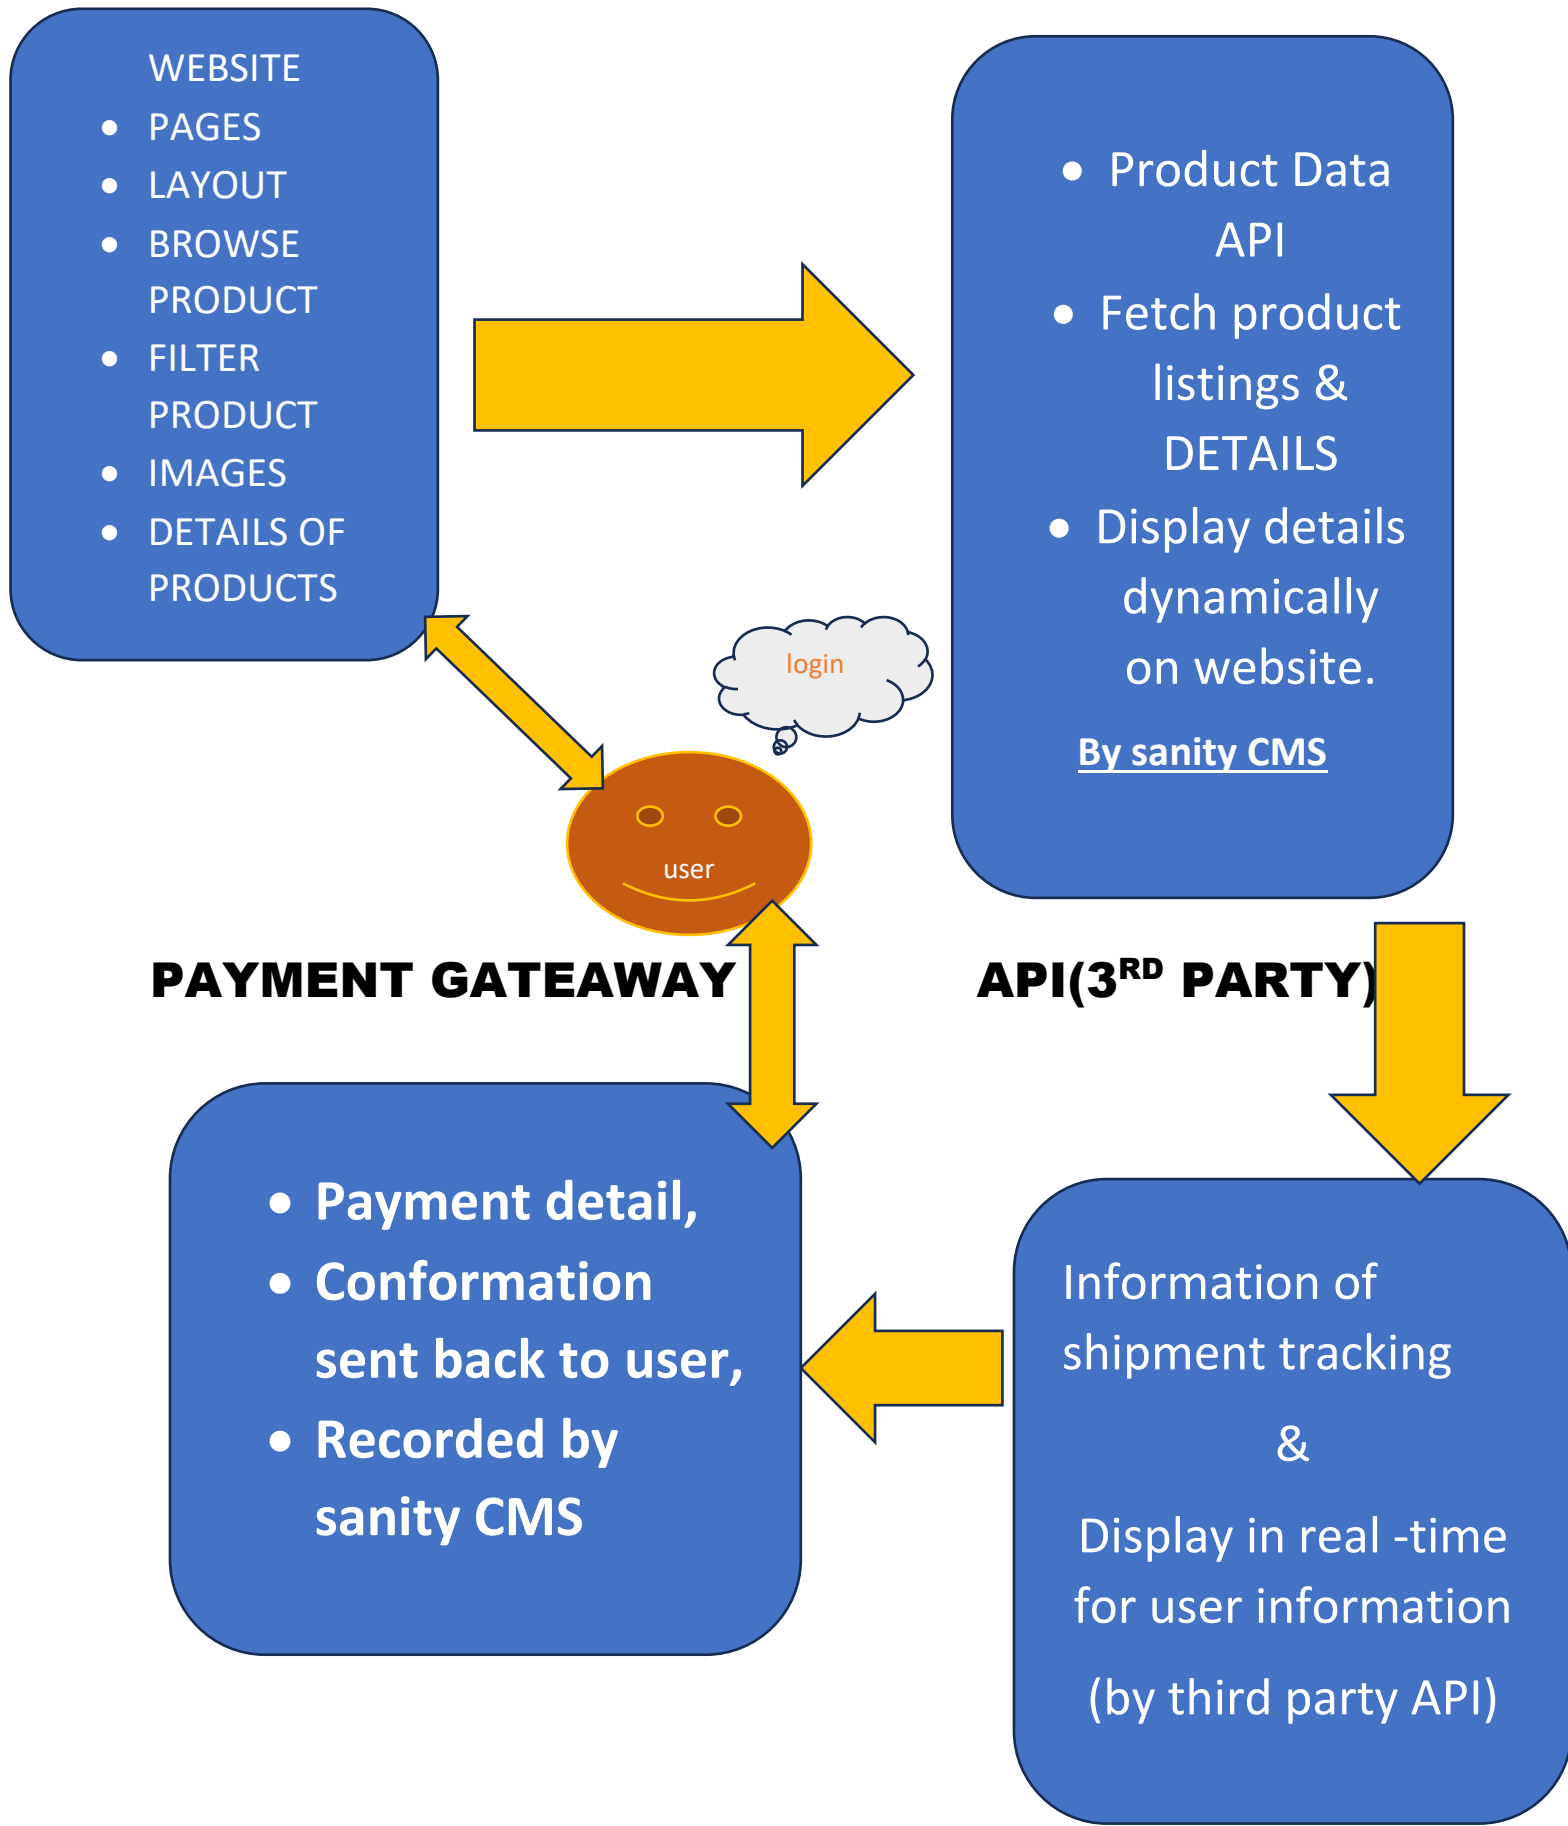 WEBSITE
• PAGES
• LAYOUT
• BROWSE
PRODUCT
• FILTER
PRODUCT
• IMAGES
• DETAILS OF
PRODUCTS
• Product Data
API
• Fetch product
listings &
DETAILS
• Display details
dynamically
on website.
By sanity CMS
login
user
PAYMENT GATEAWAY
API(3RD PARTY)
• Payment detail,
• Conformation
sent back to user,
• Recorded by
sanity CMS
Information of
shipment tracking
&
Display in real -time
for user information
(by third party API)